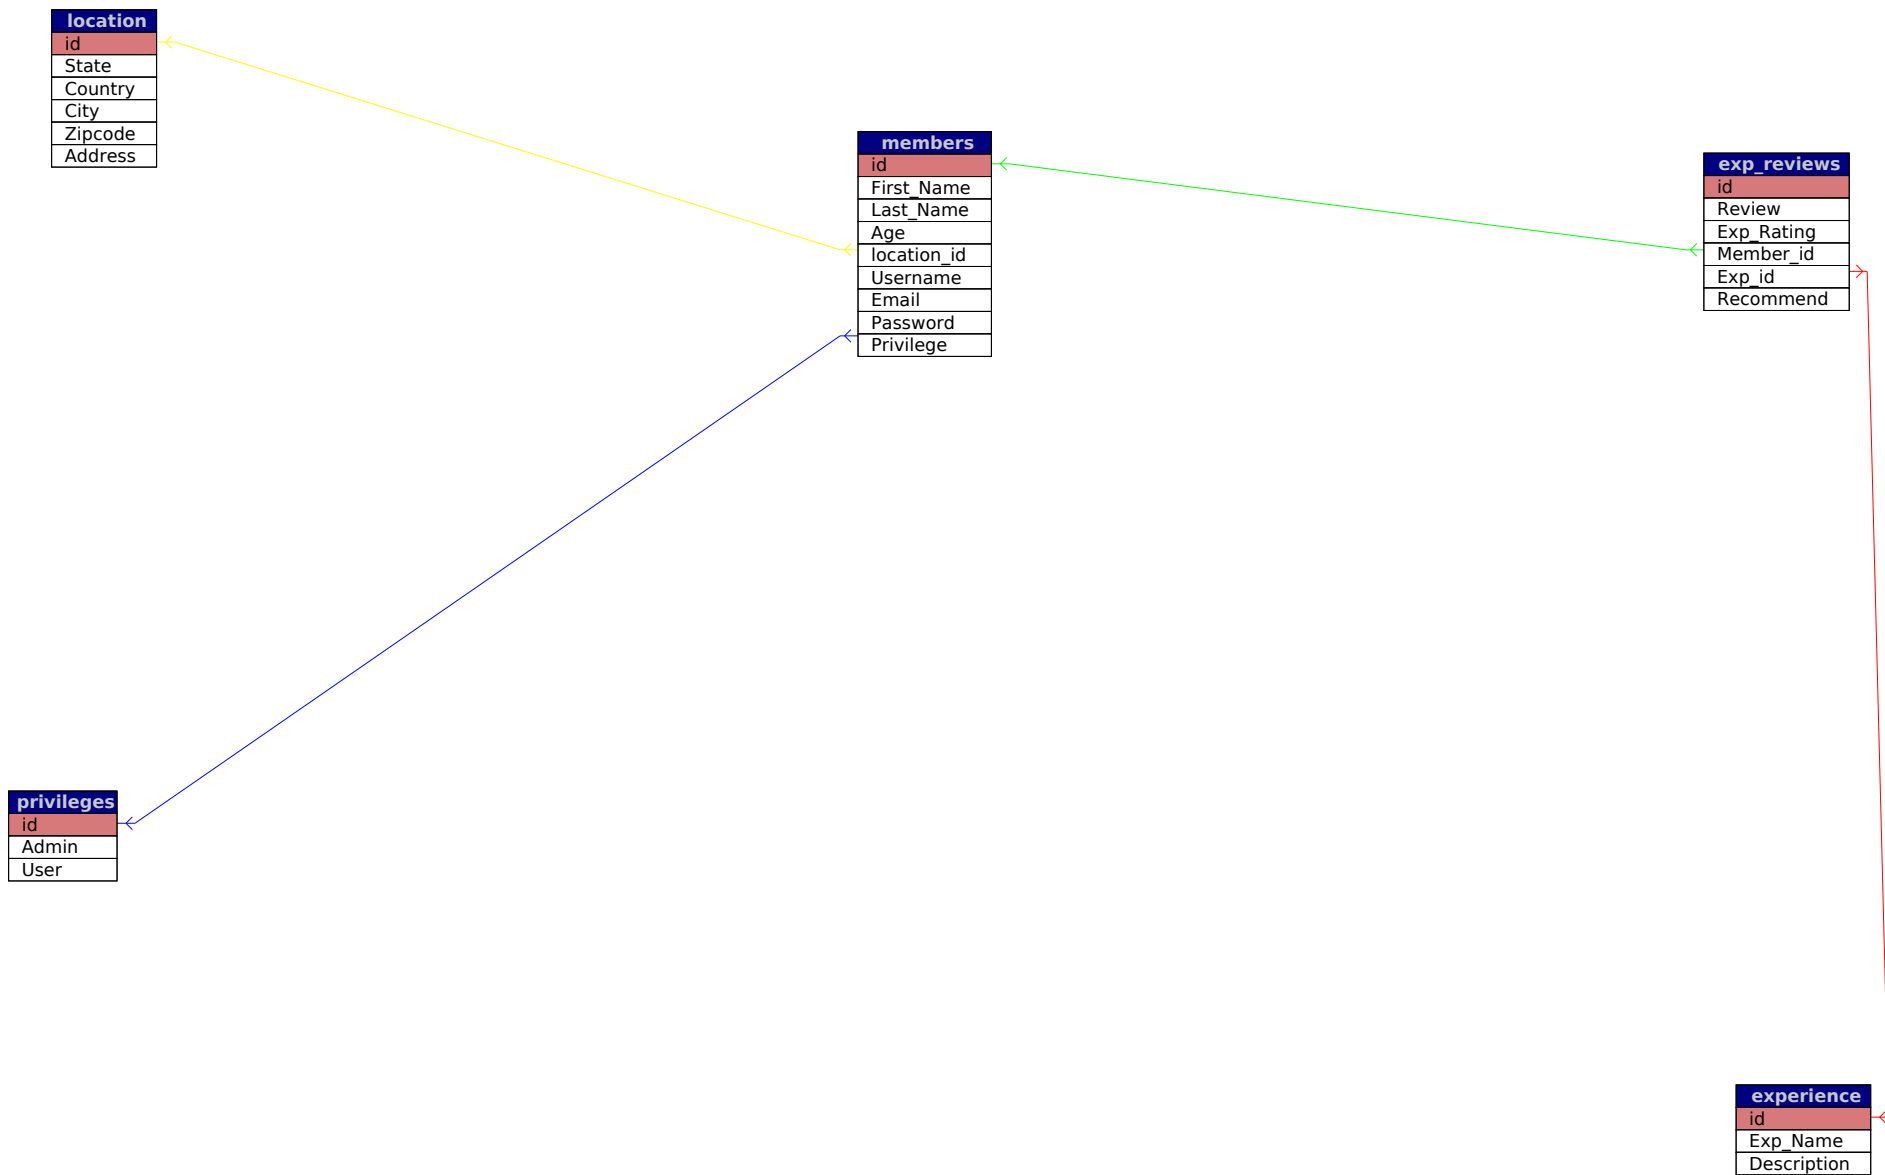 location
id
State
Country
City
Zipcode
Address
members
id
First_Name
Last_Name
Age
location_id
Username
Email
Password
Privilege
exp_reviews
id
Review
Exp_Rating
Member_id
Exp_id
Recommend
privileges
id
Admin
User
experience
id
Exp_Name
Description